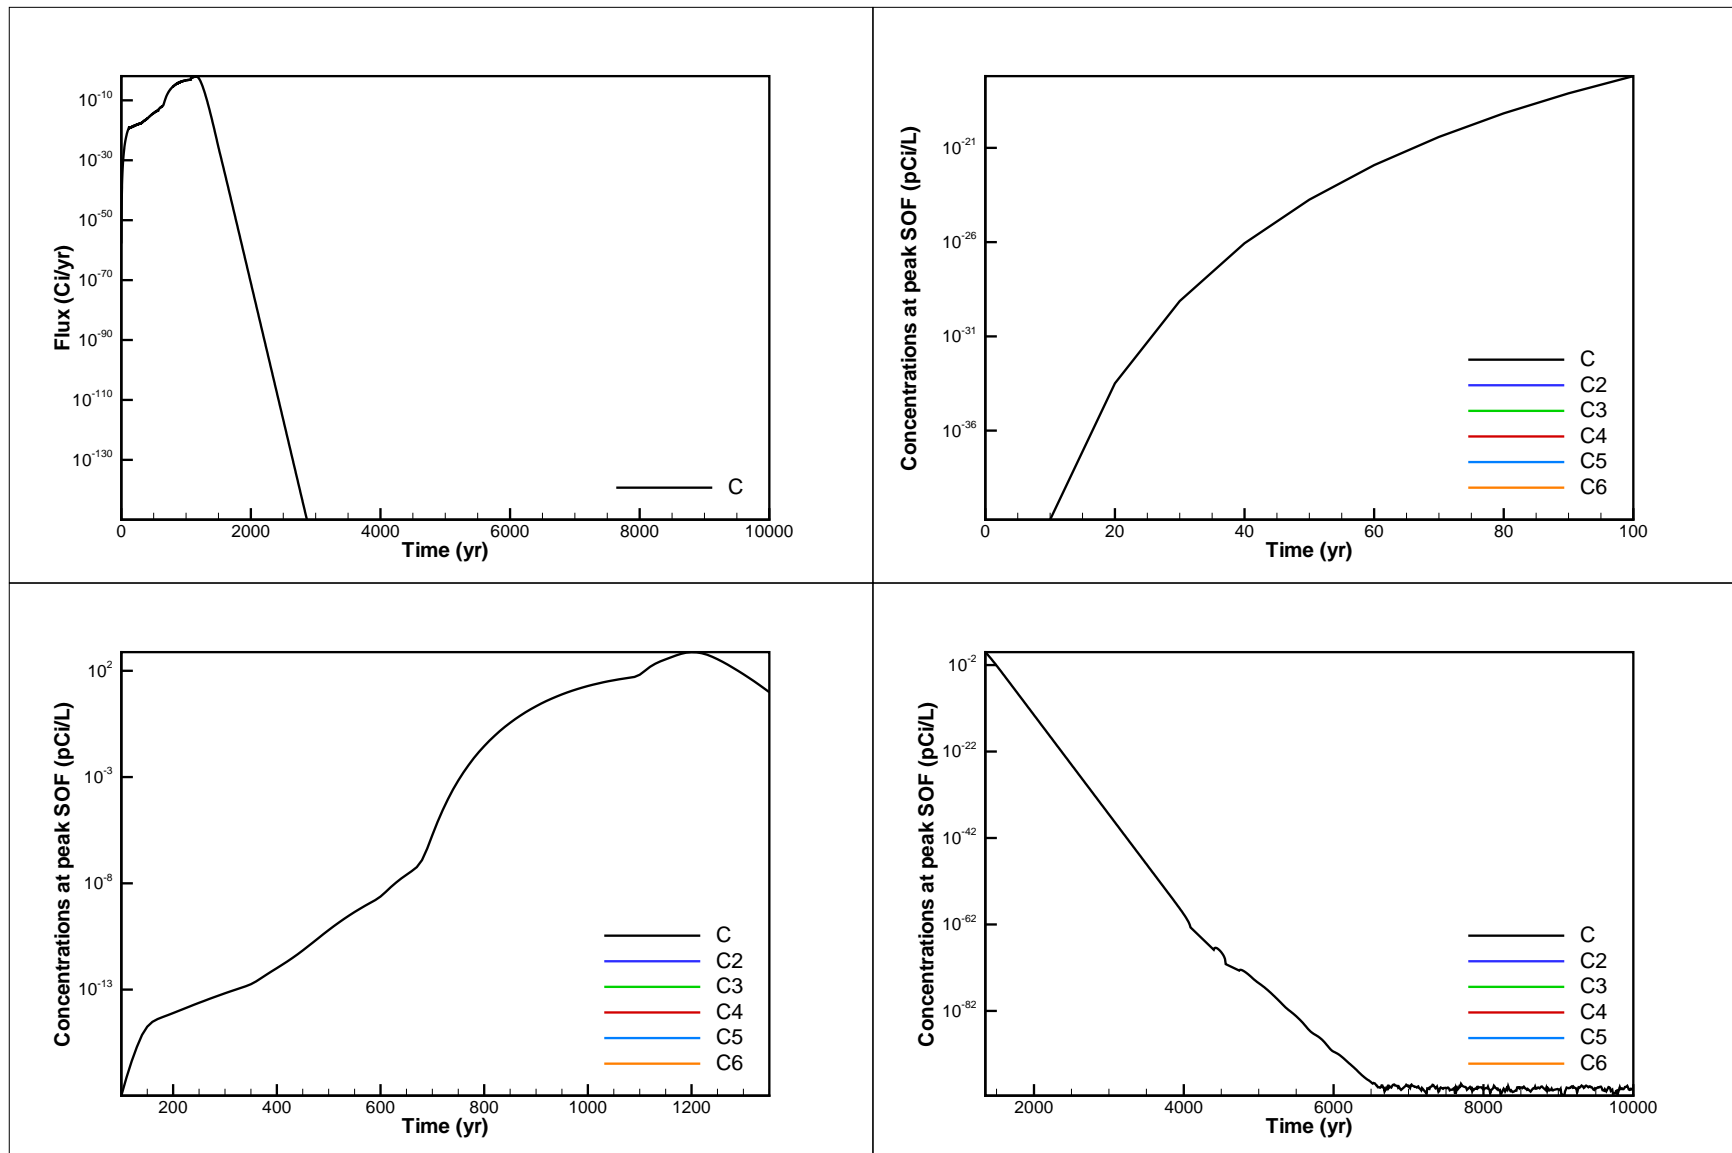 10^-10
10^-30
10^-50
10^-70
10^-90
10^-110
10^-130
Flux (Ci/yr)
C
0 2000 4000 6000 8000 10000
Time (yr)
10^-21
10^-26
10^-31
10^-36
Concentrations at peak SOF (pCi/L)
C
C2
C3
C4
C5
C6
0 20 40 60 80 100
Time (yr)
10^2
10^-3
10^-8
10^-13
Concentrations at peak SOF (pCi/L)
C
C2
C3
C4
C5
C6
200 400 600 800 1000 1200
Time (yr)
10^-2
10^-22
10^-42
10^-62
10^-82
Concentrations at peak SOF (pCi/L)
C
C2
C3
C4
C5
C6
2000 4000 6000 8000 10000
Time (yr)